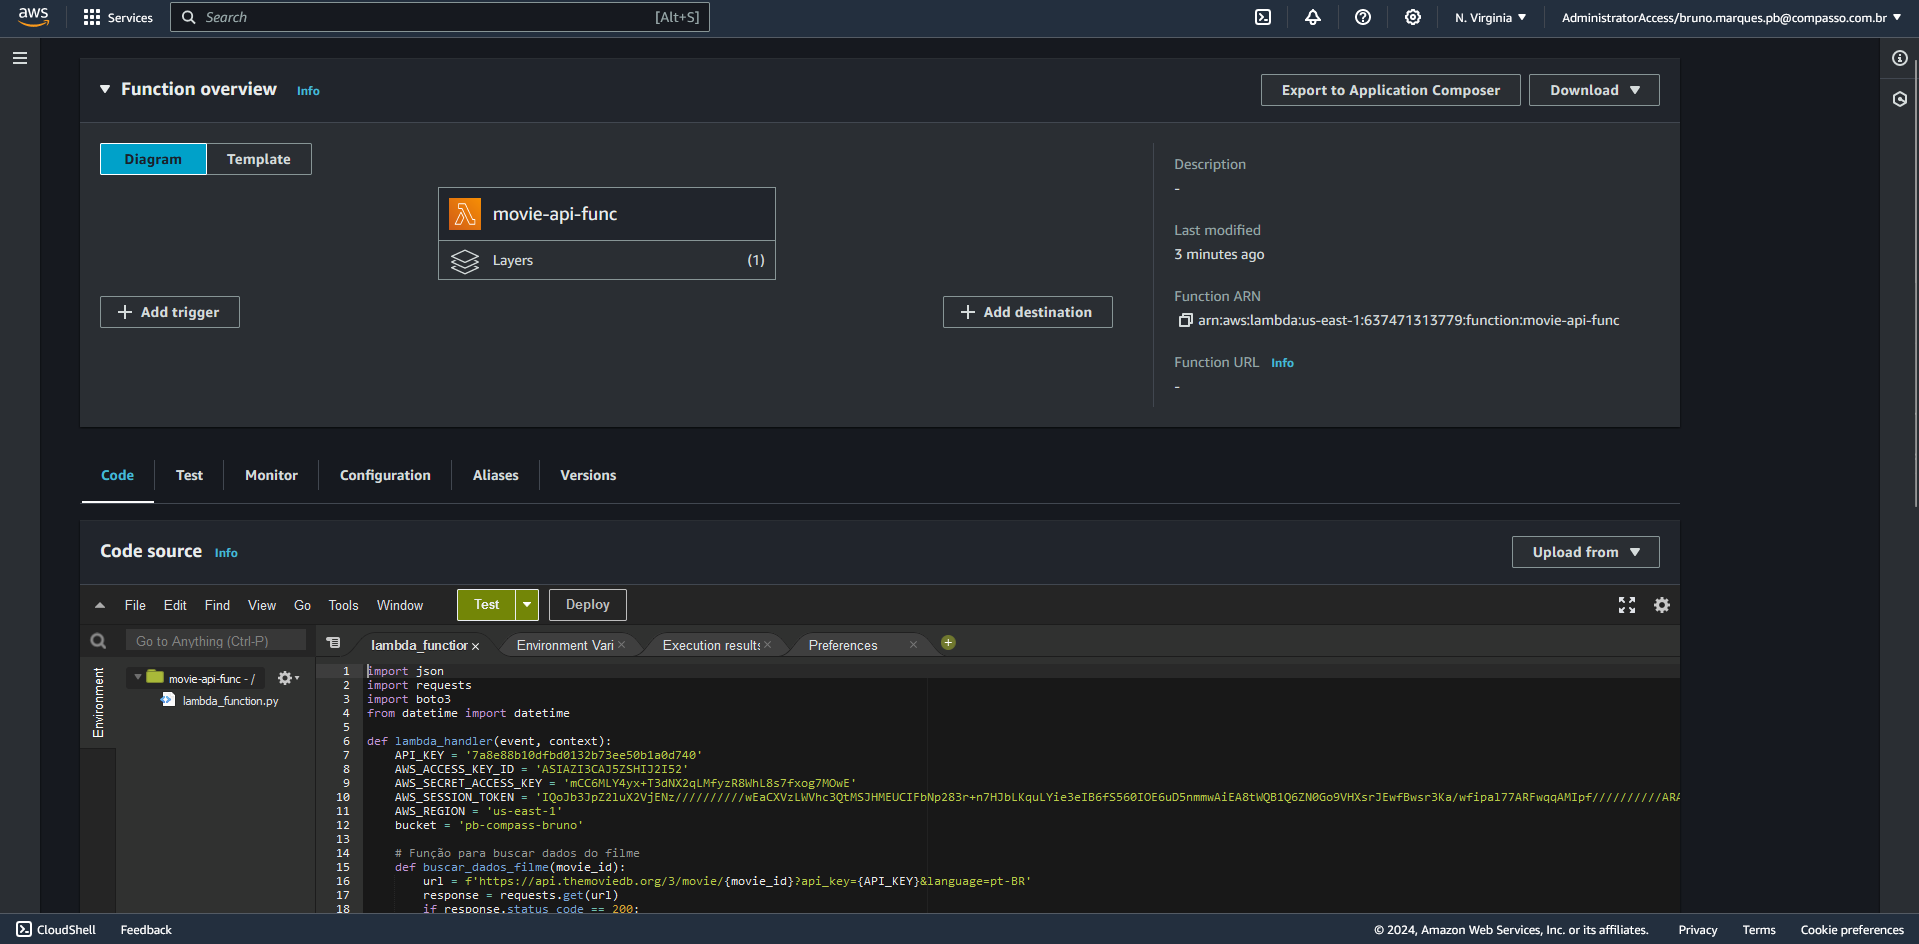 aws
Services
Search
[Alt+S]
N. Virginia
AdministratorAccess/bruno.marques.pb@compasso.com.br
Function overview
Info
Export to Application Composer
Download
Diagram
Template
movie-api-func
Layers
(1)
Add trigger
Add destination
Description
-
Last modified
3 minutes ago
Function ARN
arn:aws:lambda:us-east-1:637471313779:function:movie-api-func
Function URL Info
-
Code
Test
Monitor
Configuration
Aliases
Versions
Code source Info
Upload from
File Edit Find View Go Tools Window
Test
Deploy
Go to Anything (Ctrl-P)
lambda_function
Environment Vari
Execution results
Preferences
Environment
movie-api-func - /
lambda_function.py
1 import json
2 import requests
3 import boto3
4 from datetime import datetime
5
6 def lambda_handler(event, context):
7 API_KEY = '7a8e88b10dfbd0132b73ee50b1a0d740'
8 AWS_ACCESS_KEY_ID = 'ASIAZI3CAJ5ZSHIJ2I52'
9 AWS_SECRET_ACCESS_KEY = 'mCC6MLY4yx+T3dNX2qLMfyzR8WhL8s7fxog7MOwE'
10 AWS_SESSION_TOKEN =
11 AWS_REGION = 'us-east-1'
12 bucket = 'pb-compass-bruno'
13
14 # Função para buscar dados do filme
15 def buscar_dados_filme(movie_id):
16 url = f'https://api.themoviedb.org/3/movie/{movie_id}?api_key={API_KEY}&language=pt-BR'
17 response = requests.get(url)
18 if response.status_code == 200:
CloudShell
Feedback
© 2024, Amazon Web Services, Inc. or its affiliates.
Privacy
Terms
Cookie preferences